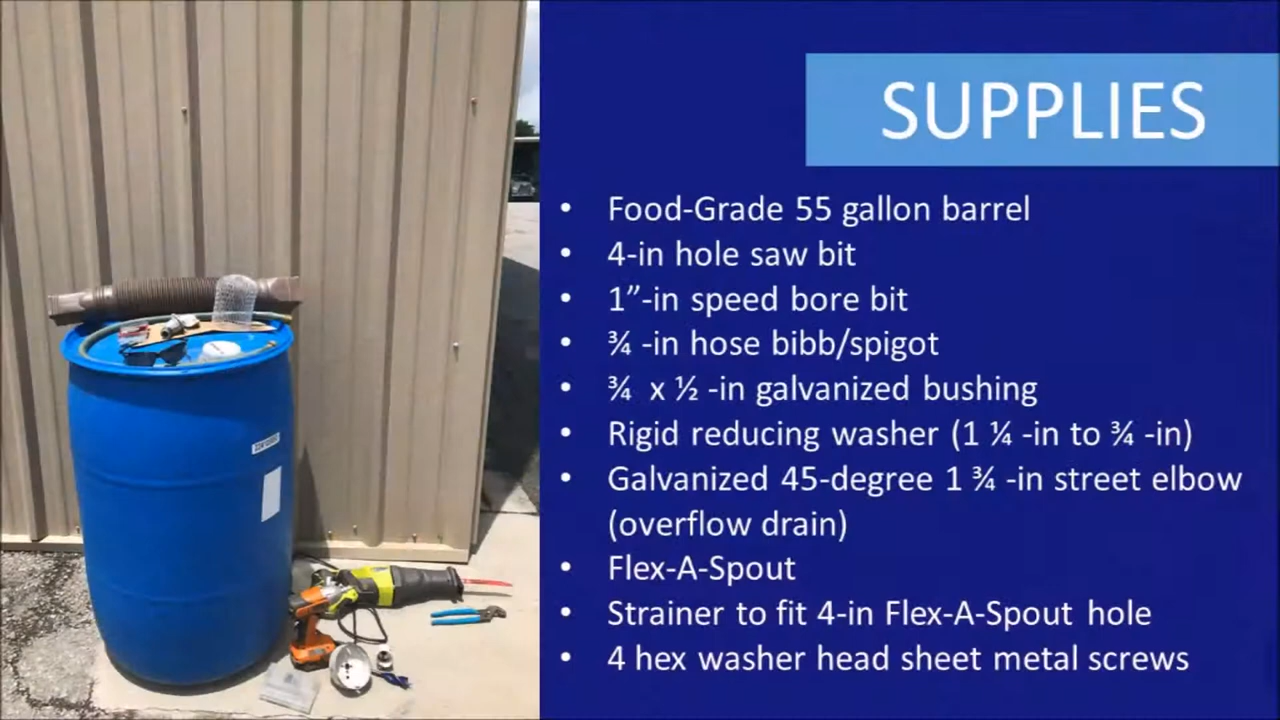 SUPPLIES
• Food-Grade 55 gallon barrel
• 4-in hole saw bit
• 1”-in speed bore bit
• ¾ -in hose bibb/spigot
• ¾ x ½ -in galvanized bushing
• Rigid reducing washer (1 ¼ -in to ¾ -in)
• Galvanized 45-degree 1 ¾ -in street elbow
(overflow drain)
• Flex-A-Spout
• Strainer to fit 4-in Flex-A-Spout hole
• 4 hex washer head sheet metal screws